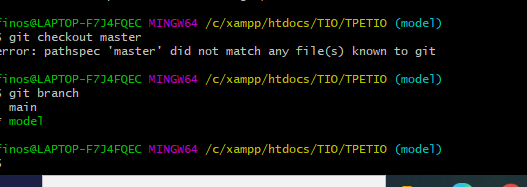 finos@LAPTOP-F7J4FQEC MINGW64 /c/xampp/htdocs/TIO/TPETIO (model)
$ git checkout master
error: pathspec 'master' did not match any file(s) known to git
finos@LAPTOP-F7J4FQEC MINGW64 /c/xampp/htdocs/TIO/TPETIO (model)
$ git branch
main
* model
finos@LAPTOP-F7J4FQEC MINGW64 /c/xampp/htdocs/TIO/TPETIO (model)
$